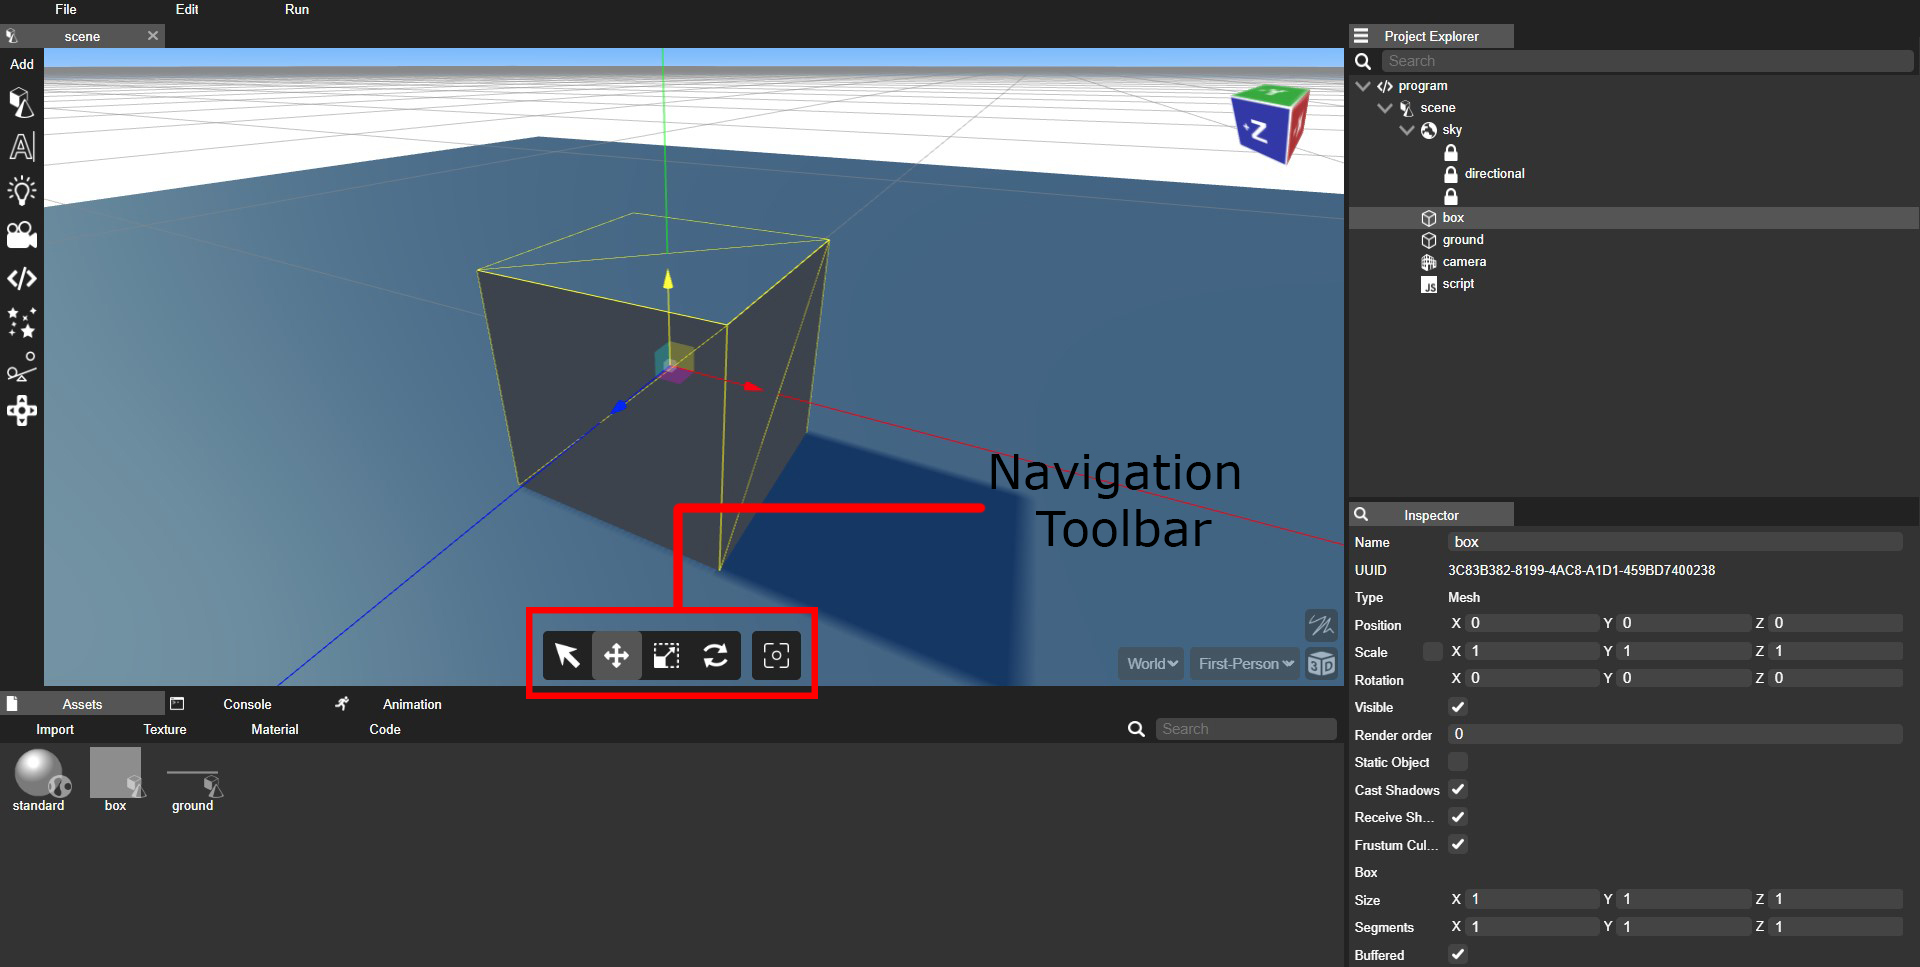 File Edit Run
scene
Add
Y
Z
Navigation
Toolbar
World First-Person
3D
Project Explorer
Search
program
scene
sky
directional
box
ground
camera
JS script
Inspector
Name box
UUID 3C83B382-8199-4AC8-A1D1-459BD7400238
Type Mesh
Position X 0 Y 0 Z 0
Scale X 1 Y 1 Z 1
Rotation X 0 Y 0 Z 0
Visible
Render order 0
Static Object
Cast Shadows
Receive Sh...
Frustum Cul...
Box
Size X 1 Y 1 Z 1
Segments X 1 Y 1 Z 1
Buffered
Assets Console Animation
Import Texture Material Code
Search
standard box ground